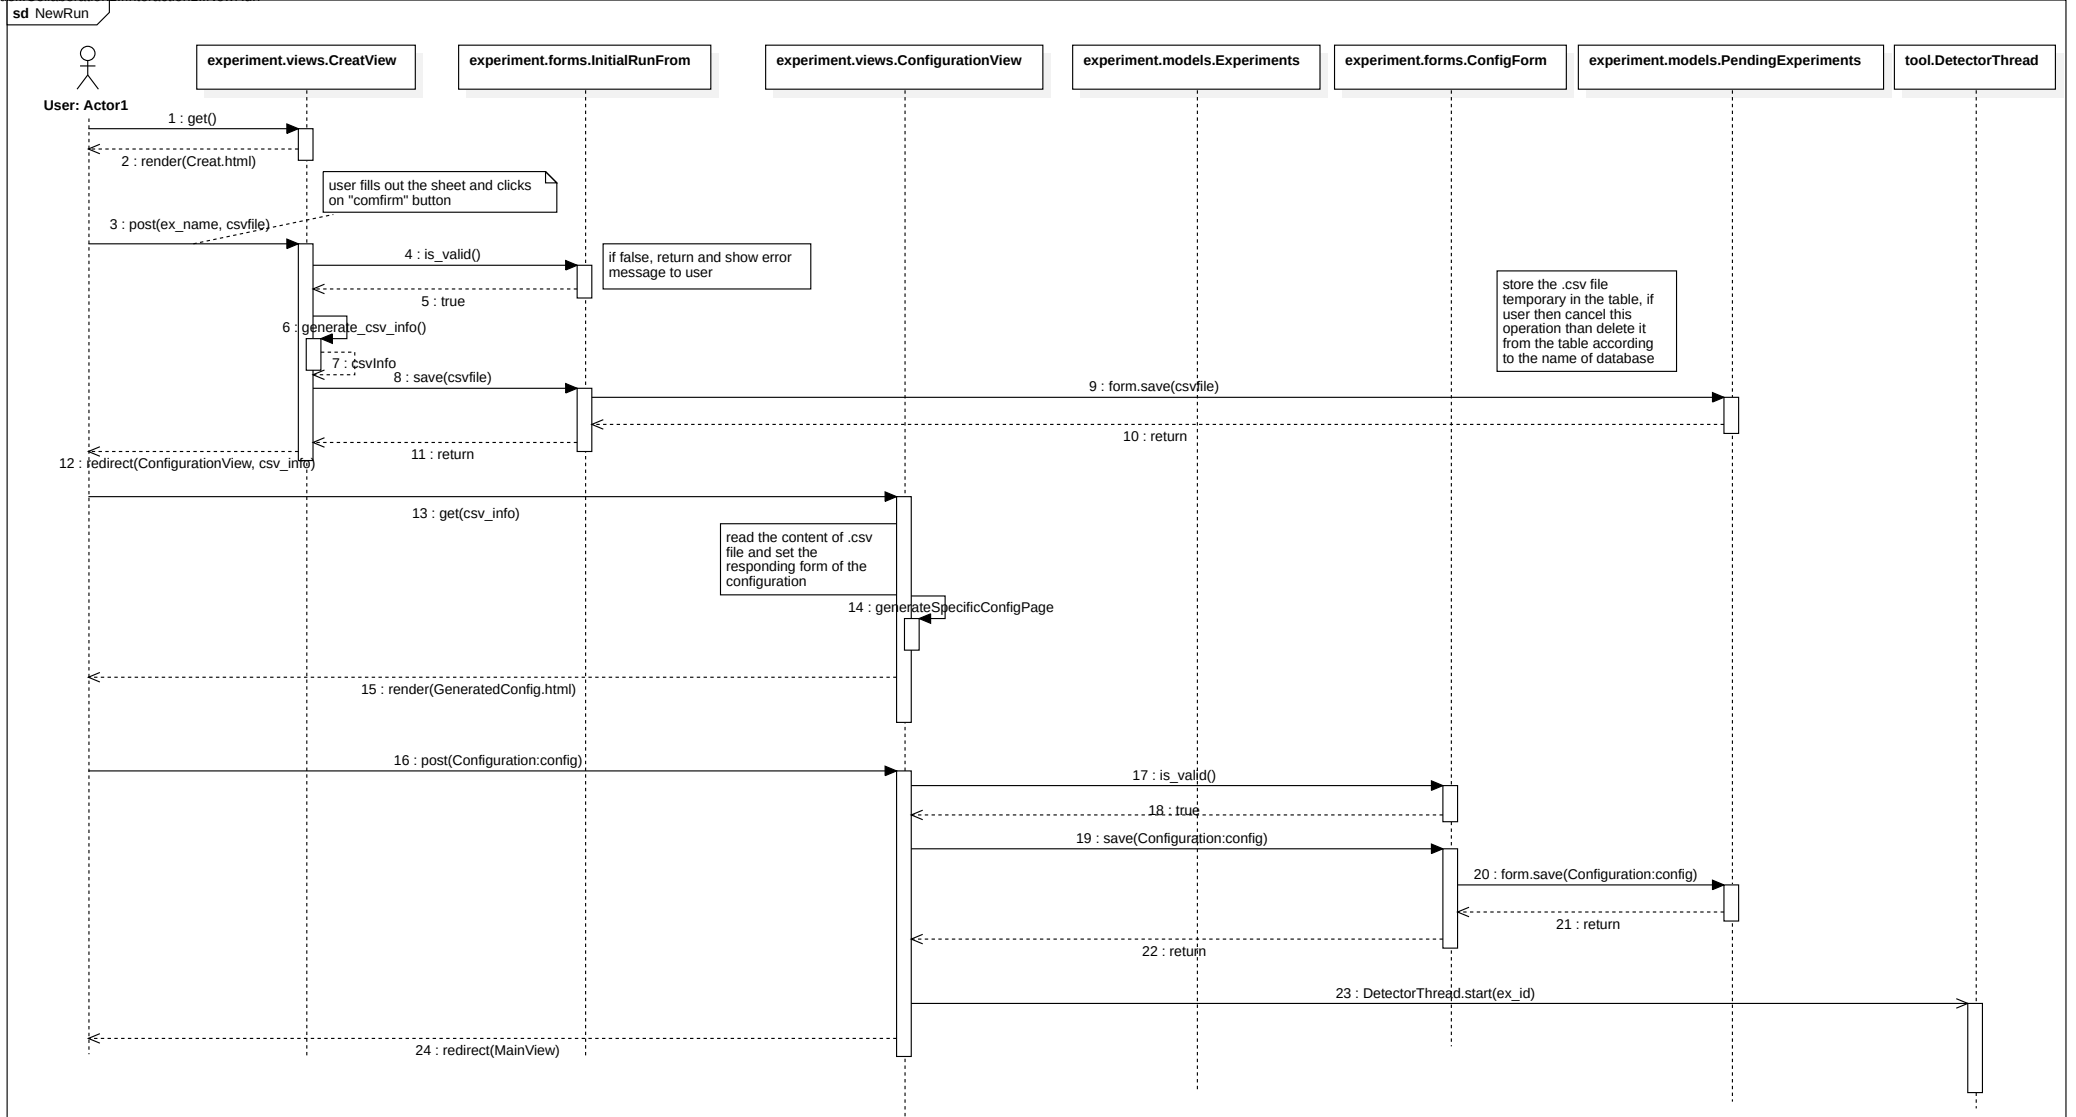 sd NewRun
experiment.views.CreatView
experiment.forms.InitialRunFrom
experiment.views.ConfigurationView
experiment.models.Experiments
experiment.forms.ConfigForm
experiment.models.PendingExperiments
tool.DetectorThread
User: Actor1
1 : get()
2 : render(Creat.html)
user fills out the sheet and clicks
on "comfirm" button
3 : post(ex_name, csvfile)
4 : is_valid()
if false, return and show error
message to user
5 : true
store the .csv file
temporary in the table, if
user then cancel this
operation than delete it
from the table according
to the name of database
6 : generate_csv_info()
7 : csvInfo
8 : save(csvfile)
9 : form.save(csvfile)
10 : return
11 : return
12 : redirect(ConfigurationView, csv_info)
13 : get(csv_info)
read the content of .csv
file and set the
responding form of the
configuration
14 : generateSpecificConfigPage
15 : render(GeneratedConfig.html)
16 : post(Configuration:config)
17 : is_valid()
18 : true
19 : save(Configuration:config)
20 : form.save(Configuration:config)
21 : return
22 : return
23 : DetectorThread.start(ex_id)
24 : redirect(MainView)